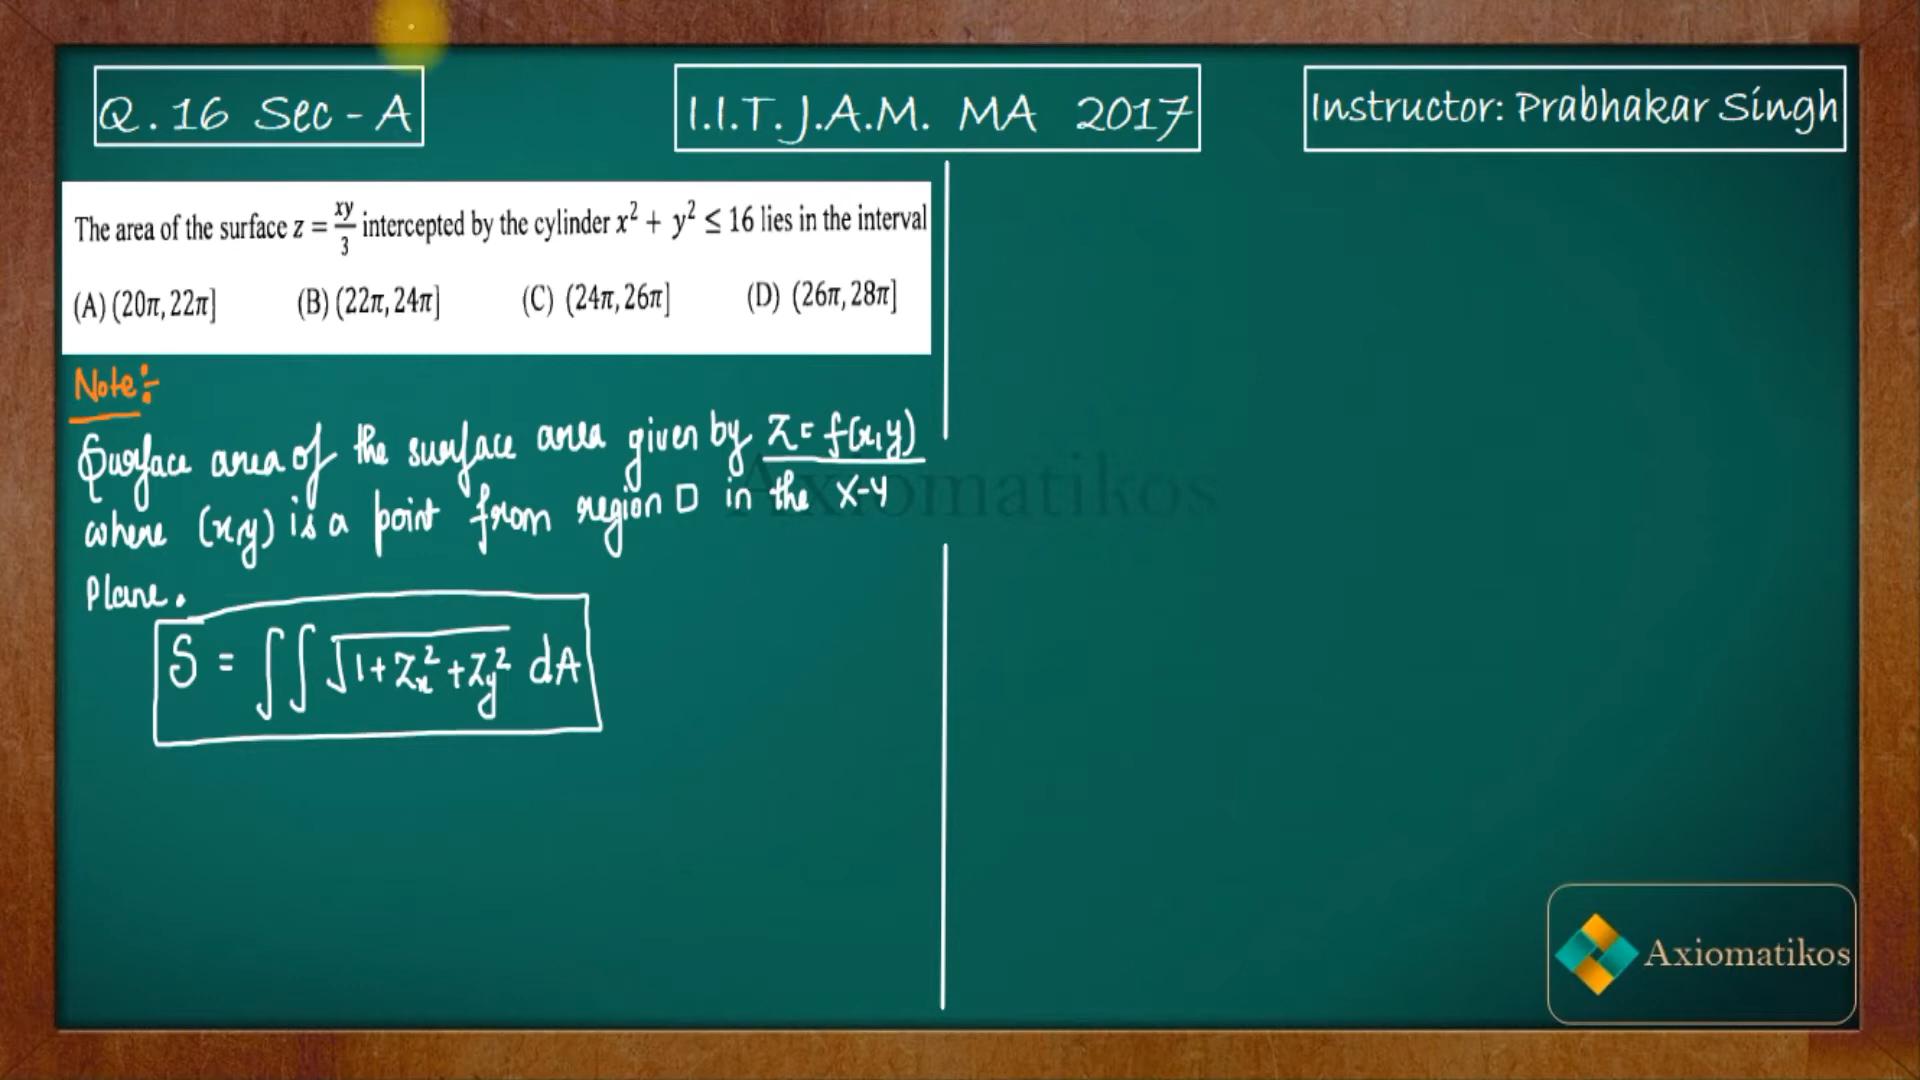 Q.16 Sec - A
I.I.T.J.A.M. MA 2017
Instructor: Prabhakar Singh
The area of the surface z = xy/3 intercepted by the cylinder x² + y² ≤ 16 lies in the interval
(A) (20π, 22π] (B) (22π, 24π] (C) (24π, 26π] (D) (26π, 28π]
Note:-
Surface area of the surface area given by z = f(x,y)
where (x,y) is a point from region D in the X-Y
Plane.
S = ∫∫ √1+Zx²+Zy² dA
Axiomatikos
Axiomatikos